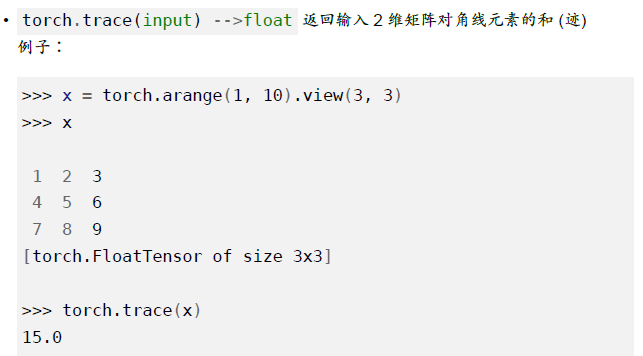 • torch.trace(input) -->float 返回输入 2 维矩阵对角线元素的和 (迹)
例子：
>>> x = torch.arange(1, 10).view(3, 3)
>>> x
1 2 3
4 5 6
7 8 9
[torch.FloatTensor of size 3x3]
>>> torch.trace(x)
15.0